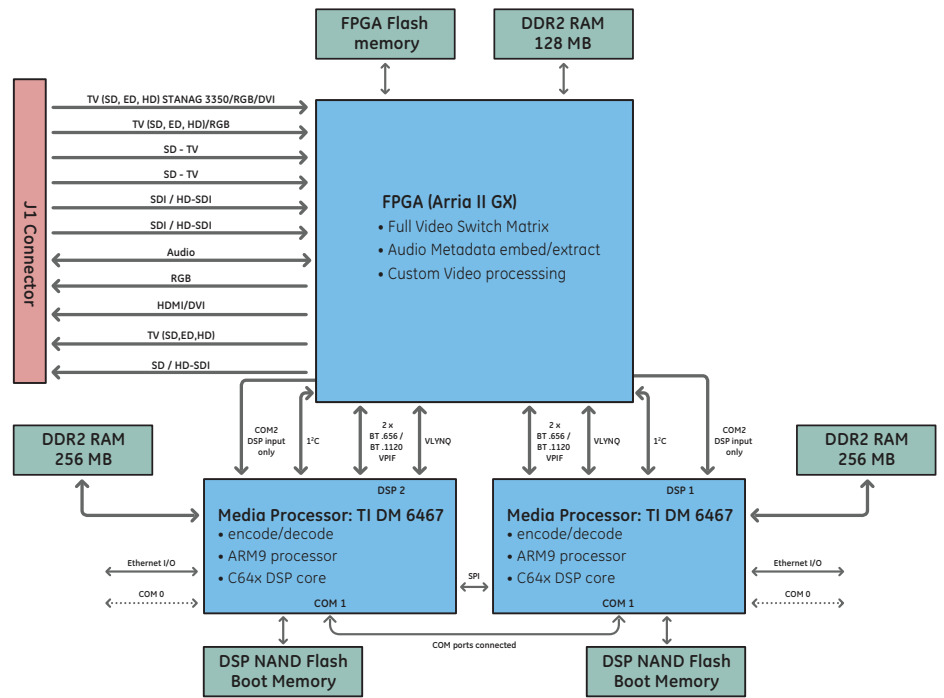 FPGA Flash
memory
DDR2 RAM
128 MB
J1 Connector
TV (SD, ED, HD) STANAG 3350/RGB/DVI
TV (SD, ED, HD)/RGB
SD - TV
SD - TV
SDI / HD-SDI
SDI / HD-SDI
Audio
RGB
HDMI/DVI
TV (SD,ED,HD)
SD / HD-SDI
FPGA (Arria II GX)
• Full Video Switch Matrix
• Audio Metadata embed/extract
• Custom Video processsing
COM2
DSP input
only
1²C
2 x
BT .656 /
BT .1120
VPIF
VLYNQ
2 x
BT .656 /
BT .1120
VPIF
VLYNQ
1²C
COM2
DSP input
only
DDR2 RAM
256 MB
DDR2 RAM
256 MB
DSP 2
Media Processor: TI DM 6467
• encode/decode
• ARM9 processor
• C64x DSP core
COM 1
DSP 1
Media Processor: TI DM 6467
• encode/decode
• ARM9 processor
• C64x DSP core
COM 1
Ethernet I/O
COM 0
SPI
Ethernet I/O
COM 0
COM ports connected
DSP NAND Flash
Boot Memory
DSP NAND Flash
Boot Memory